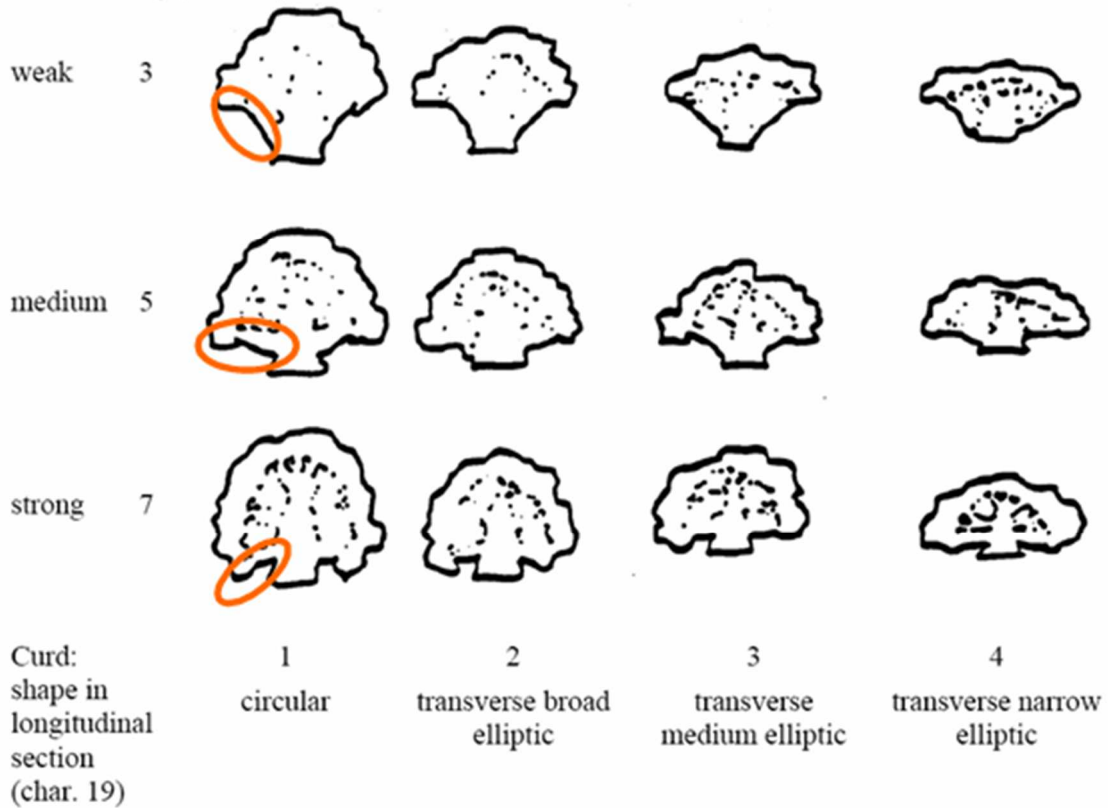 weak 3
medium 5
strong 7
Curd:
shape in
longitudinal
section
(char. 19)
1
circular
2
transverse broad
elliptic
3
transverse
medium elliptic
4
transverse narrow
elliptic